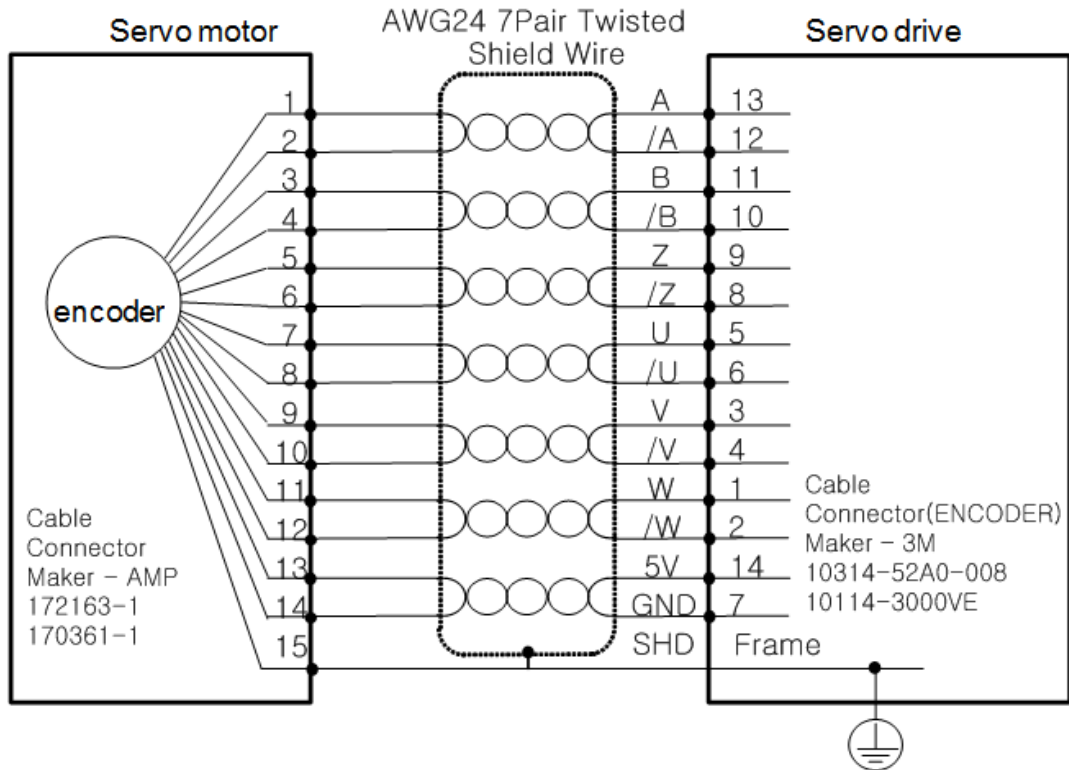 Servo motor
AWG24 7Pair Twisted
Shield Wire
Servo drive
1 A 13
2 /A 12
3 B 11
4 /B 10
5 Z 9
encoder
6 /Z 8
7 U 5
8 /U 6
9 V 3
10 /V 4
11 W 1
12 /W 2
13 5V 14
14 GND 7
15 SHD Frame
Cable
Connector
Maker - AMP
172163-1
170361-1
Cable
Connector(ENCODER)
Maker - 3M
10314-52A0-008
10114-3000VE